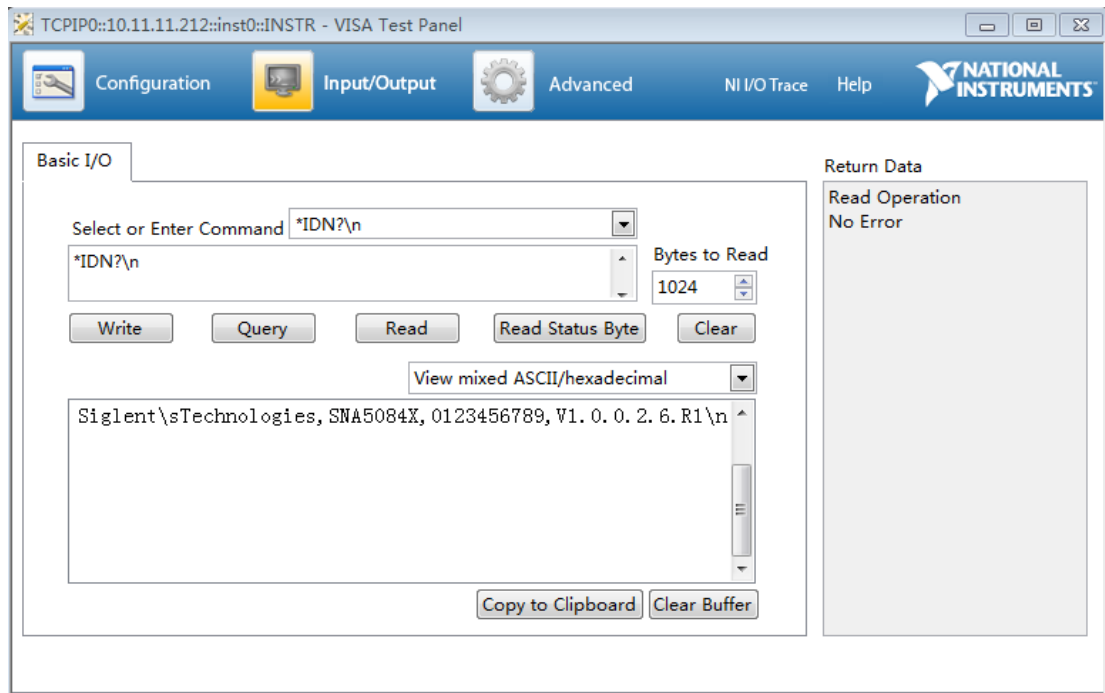 TCPIP0::10.11.11.212::inst0::INSTR - VISA Test Panel
Configuration
Input/Output
Advanced
NI I/O Trace
Help
NATIONAL
INSTRUMENTS
Basic I/O
Return Data
Read Operation
No Error
Select or Enter Command
*IDN?\n
*IDN?\n
Bytes to Read
1024
Write
Query
Read
Read Status Byte
Clear
View mixed ASCII/hexadecimal
Siglent\sTechnologies,SNA5084X,0123456789,V1.0.0.2.6.R1\n
Copy to Clipboard
Clear Buffer